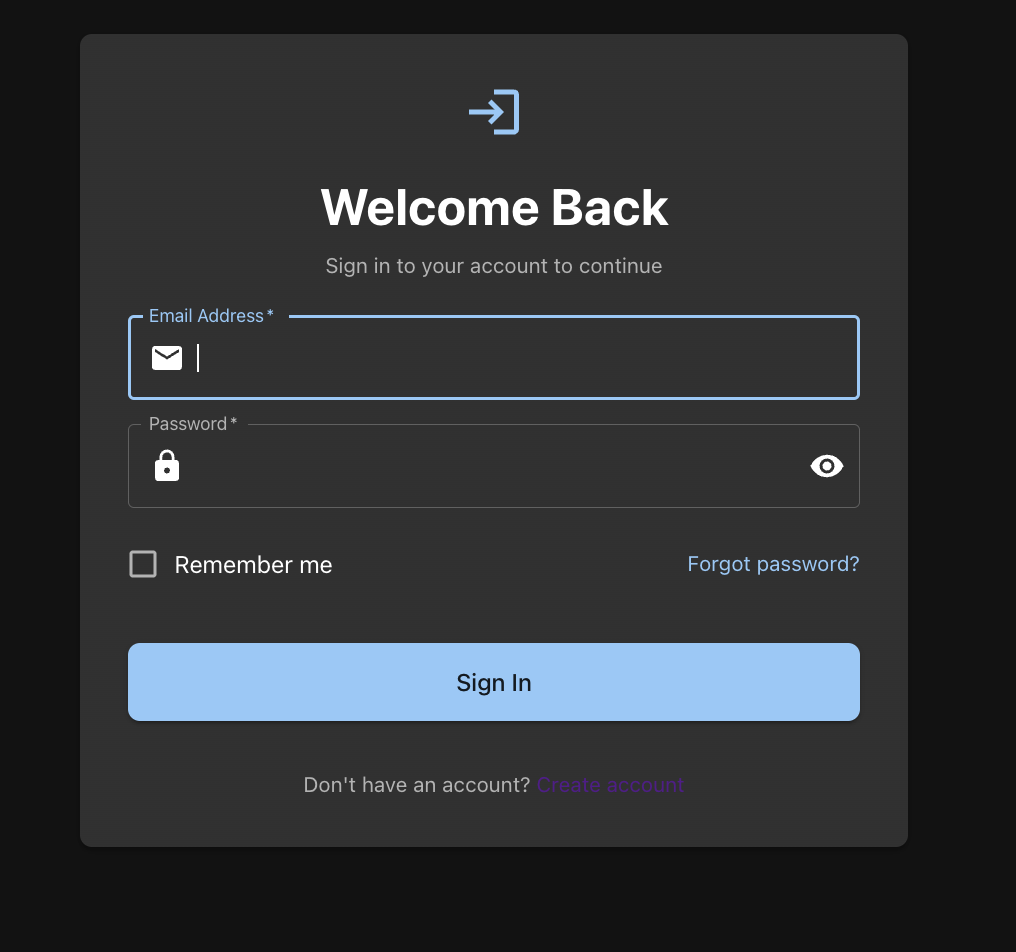 Welcome Back
Sign in to your account to continue
Email Address *
Password *
Remember me
Forgot password?
Sign In
Don't have an account? Create account